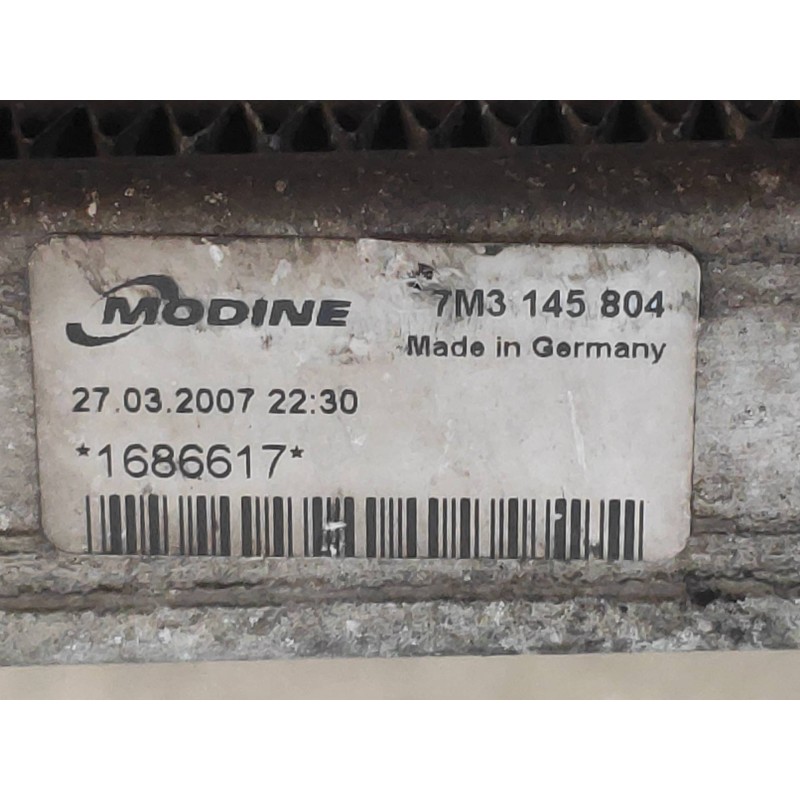 MODINE 7M3 145 804
Made in Germany
27.03.2007 22:30
*1686617*